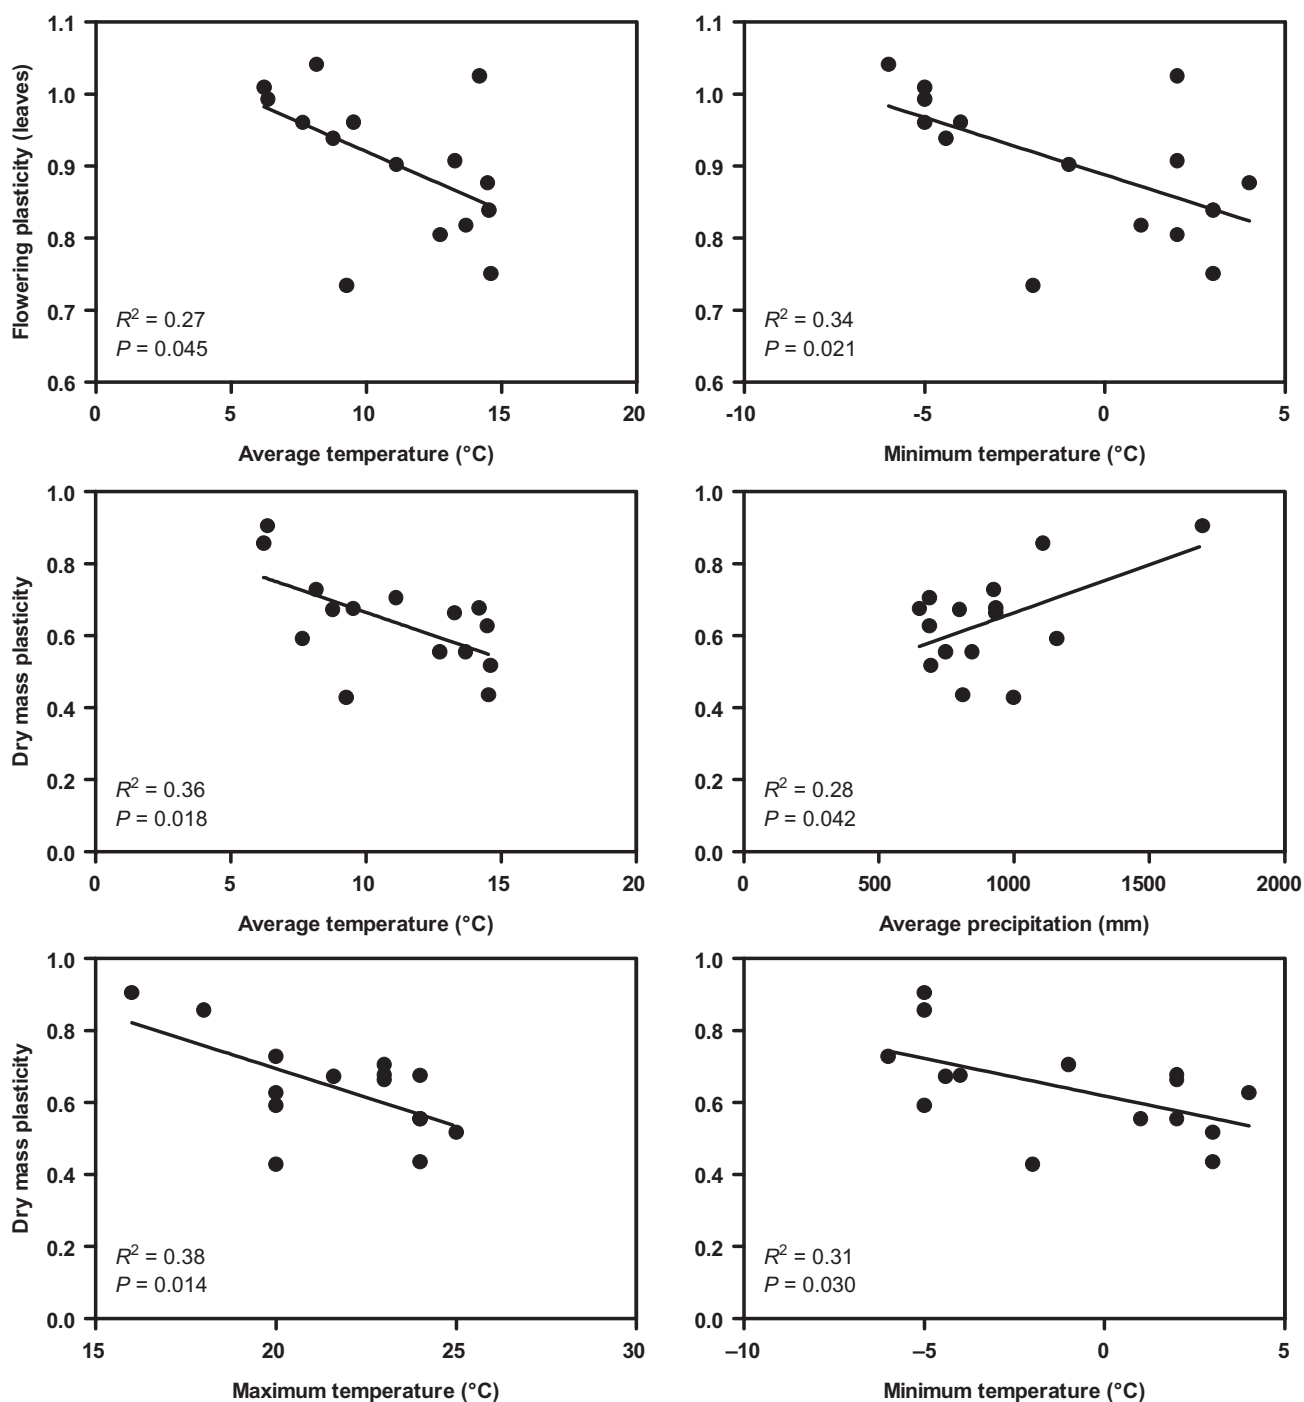 1.1
1.0
0.9
0.8
0.7
0.6
Flowering plasticity (leaves)
R² = 0.27
P = 0.045
0 5 10 15 20
Average temperature (°C)
1.1
1.0
0.9
0.8
0.7
0.6
R² = 0.34
P = 0.021
-10 -5 0 5
Minimum temperature (°C)
1.0
0.8
0.6
0.4
0.2
0.0
Dry mass plasticity
R² = 0.36
P = 0.018
0 5 10 15 20
Average temperature (°C)
1.0
0.8
0.6
0.4
0.2
0.0
R² = 0.28
P = 0.042
0 500 1000 1500 2000
Average precipitation (mm)
1.0
0.8
0.6
0.4
0.2
0.0
Dry mass plasticity
R² = 0.38
P = 0.014
15 20 25 30
Maximum temperature (°C)
1.0
0.8
0.6
0.4
0.2
0.0
R² = 0.31
P = 0.030
–10 –5 0 5
Minimum temperature (°C)